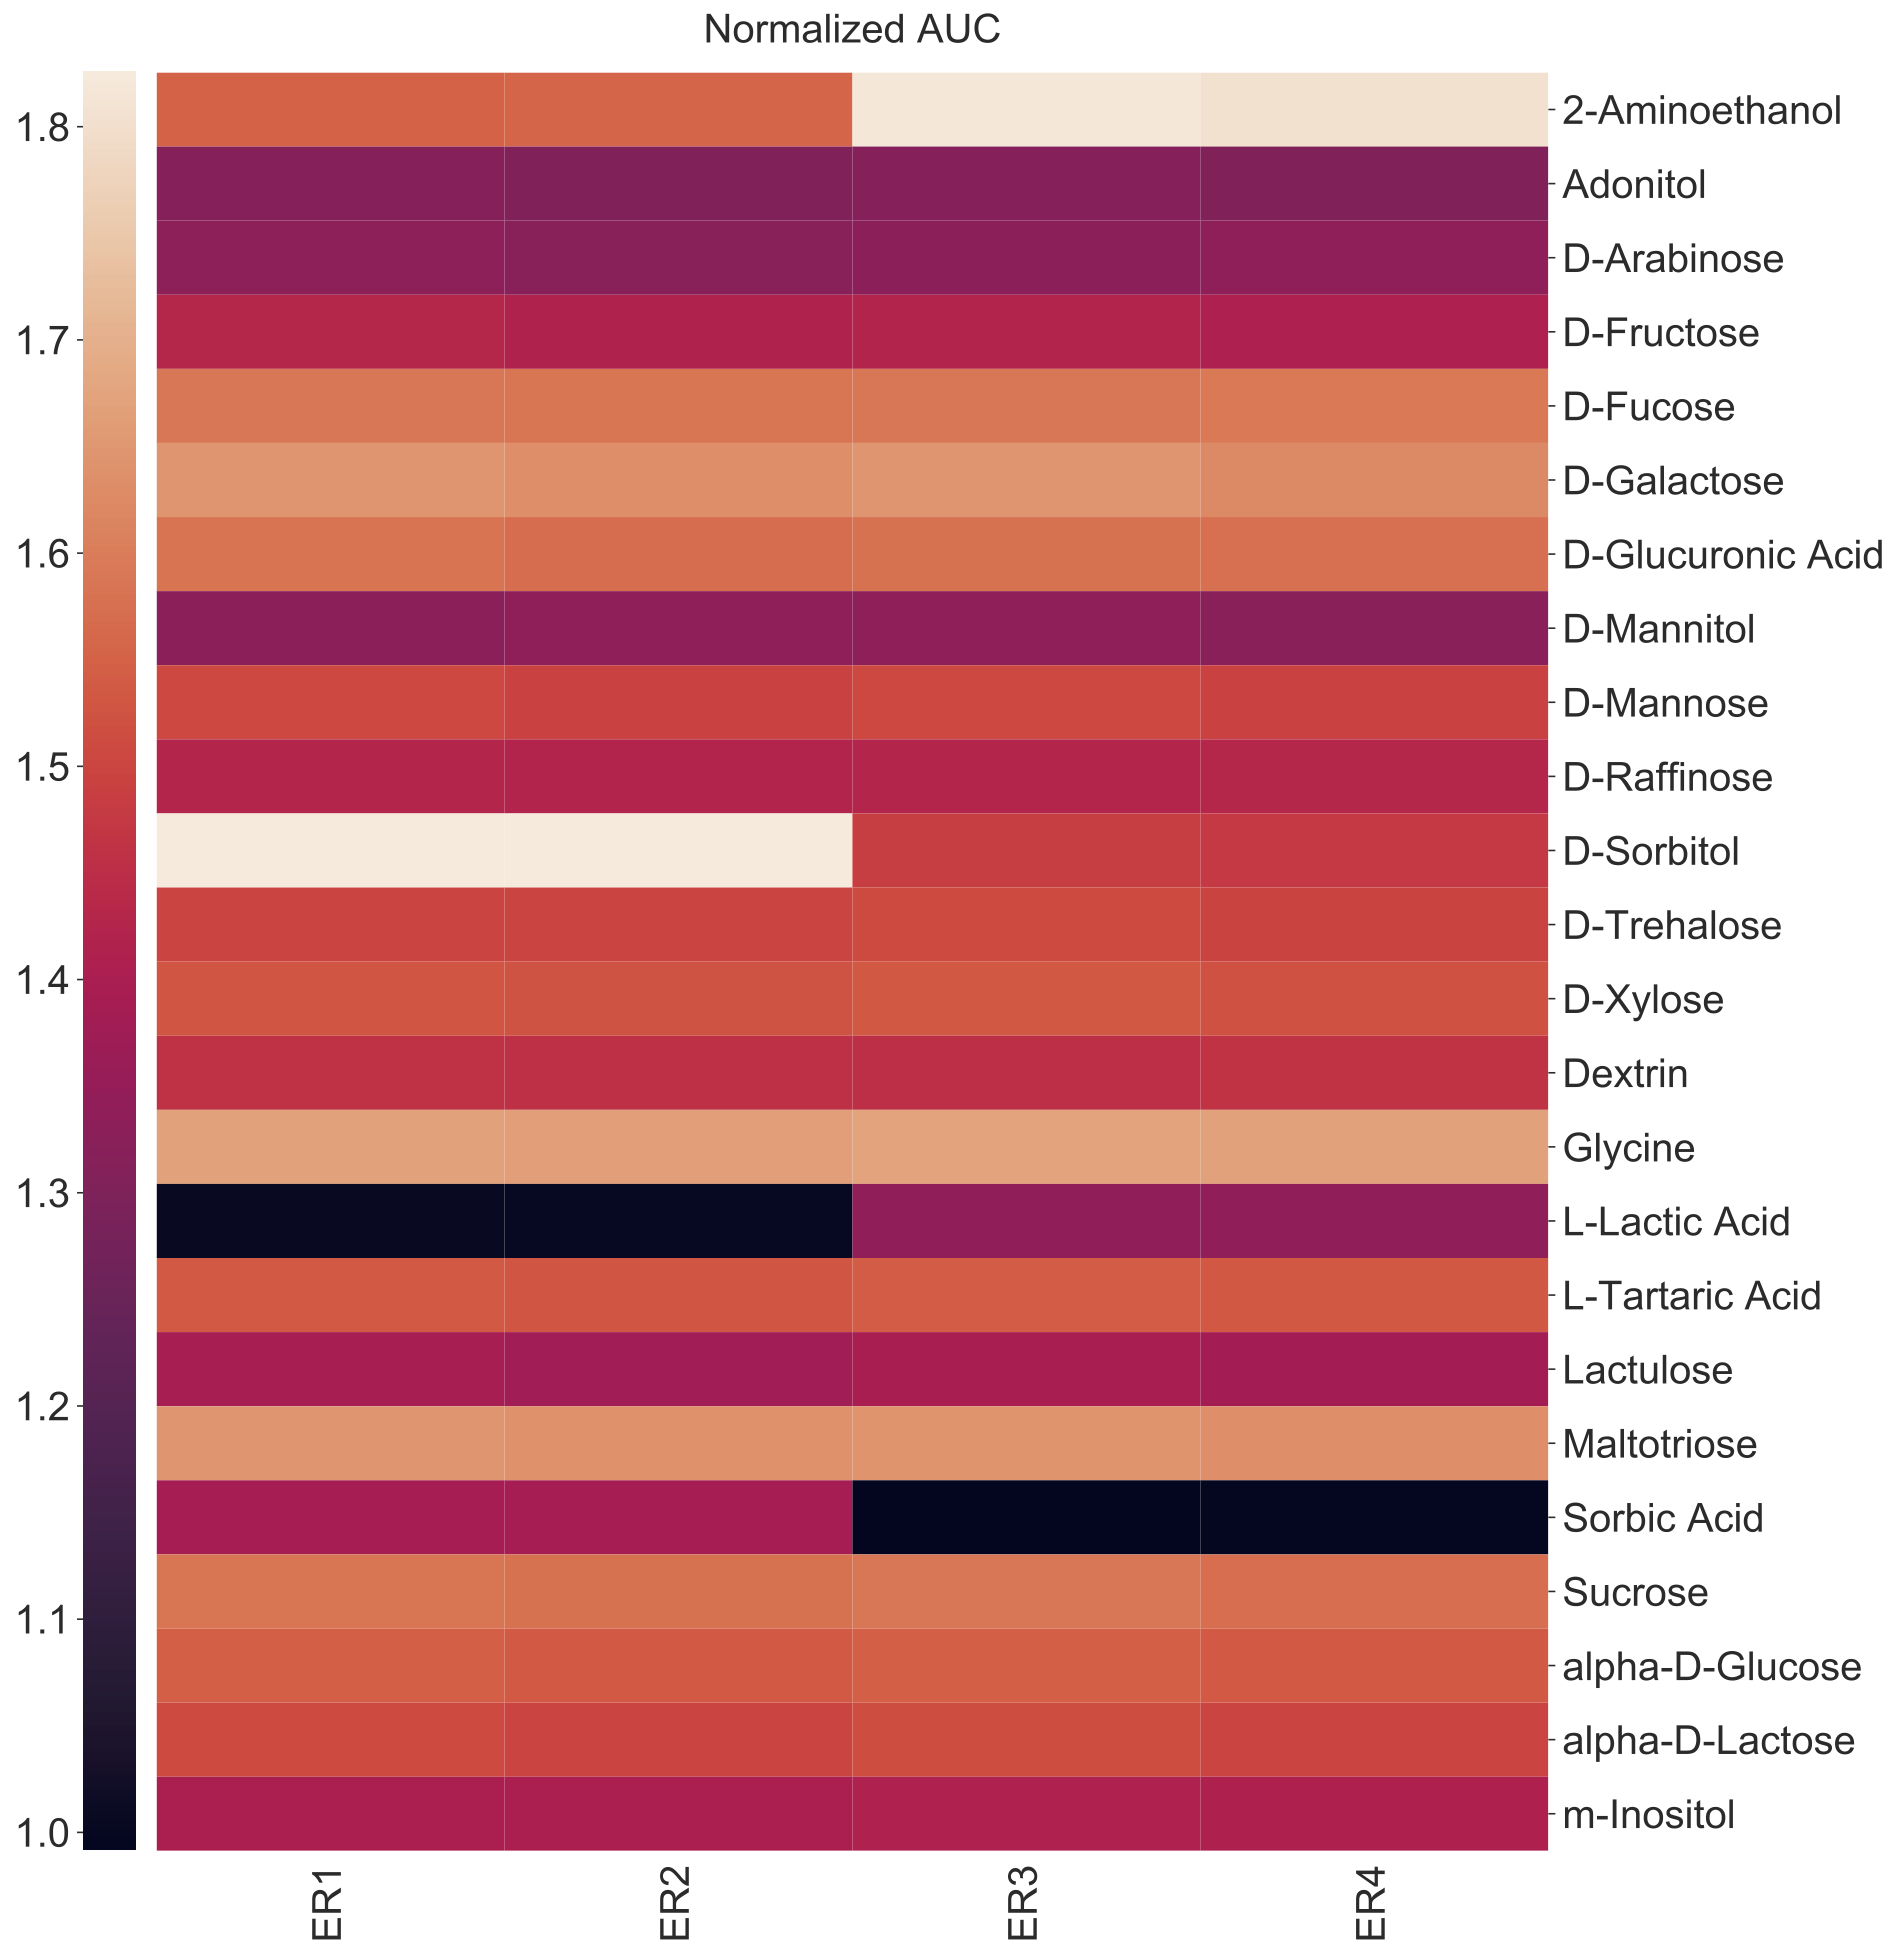 Normalized AUC
1.8
1.7
1.6
1.5
1.4
1.3
1.2
1.1
1.0
2-Aminoethanol
Adonitol
D-Arabinose
D-Fructose
D-Fucose
D-Galactose
D-Glucuronic Acid
D-Mannitol
D-Mannose
D-Raffinose
D-Sorbitol
D-Trehalose
D-Xylose
Dextrin
Glycine
L-Lactic Acid
L-Tartaric Acid
Lactulose
Maltotriose
Sorbic Acid
Sucrose
alpha-D-Glucose
alpha-D-Lactose
m-Inositol
ER1
ER2
ER3
ER4